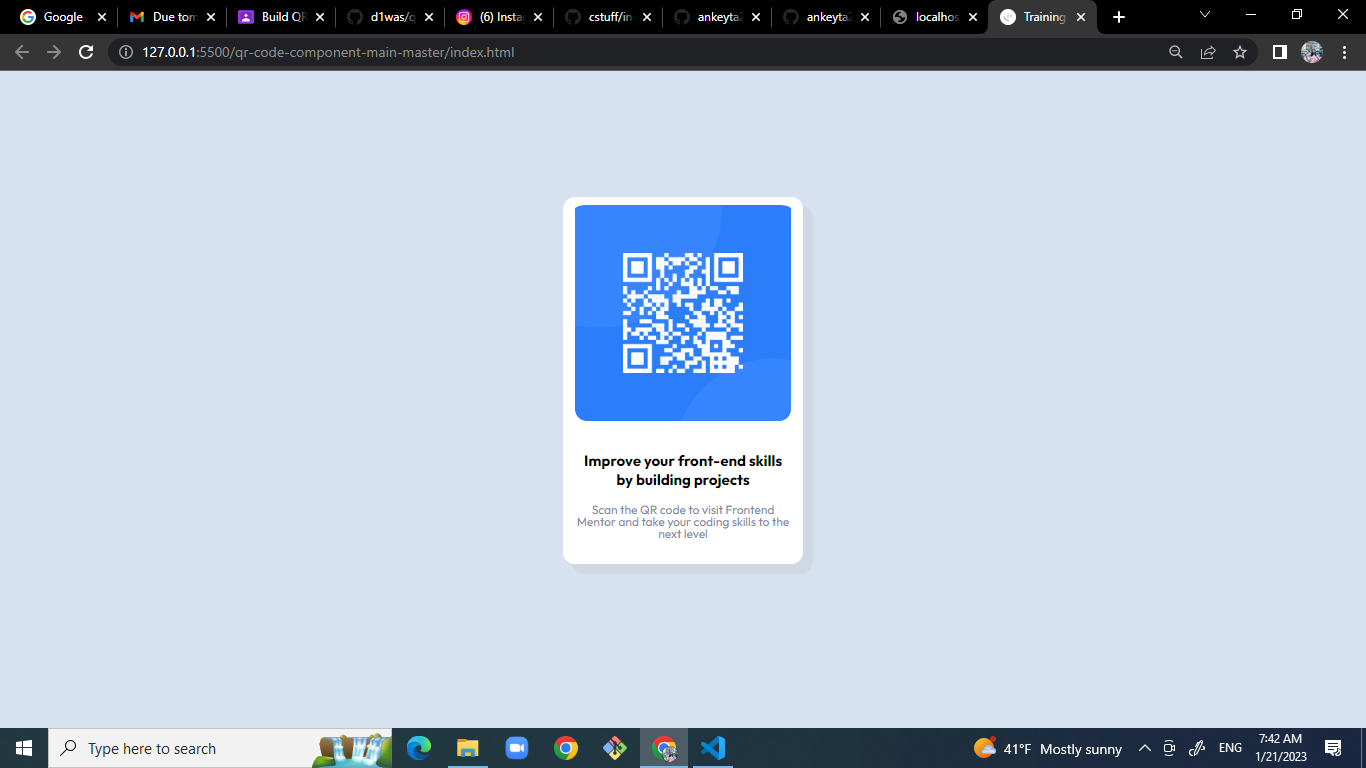 Google
Due tom
Build QR
d1was/q
(6) Insta
cstuff/in
ankeyta
ankeyta
localhos
Training
127.0.0.1:5500/qr-code-component-main-master/index.html
Improve your front-end skills
by building projects
Scan the QR code to visit Frontend
Mentor and take your coding skills to the
next level
Type here to search
41°F Mostly sunny
ENG
7:42 AM
1/21/2023